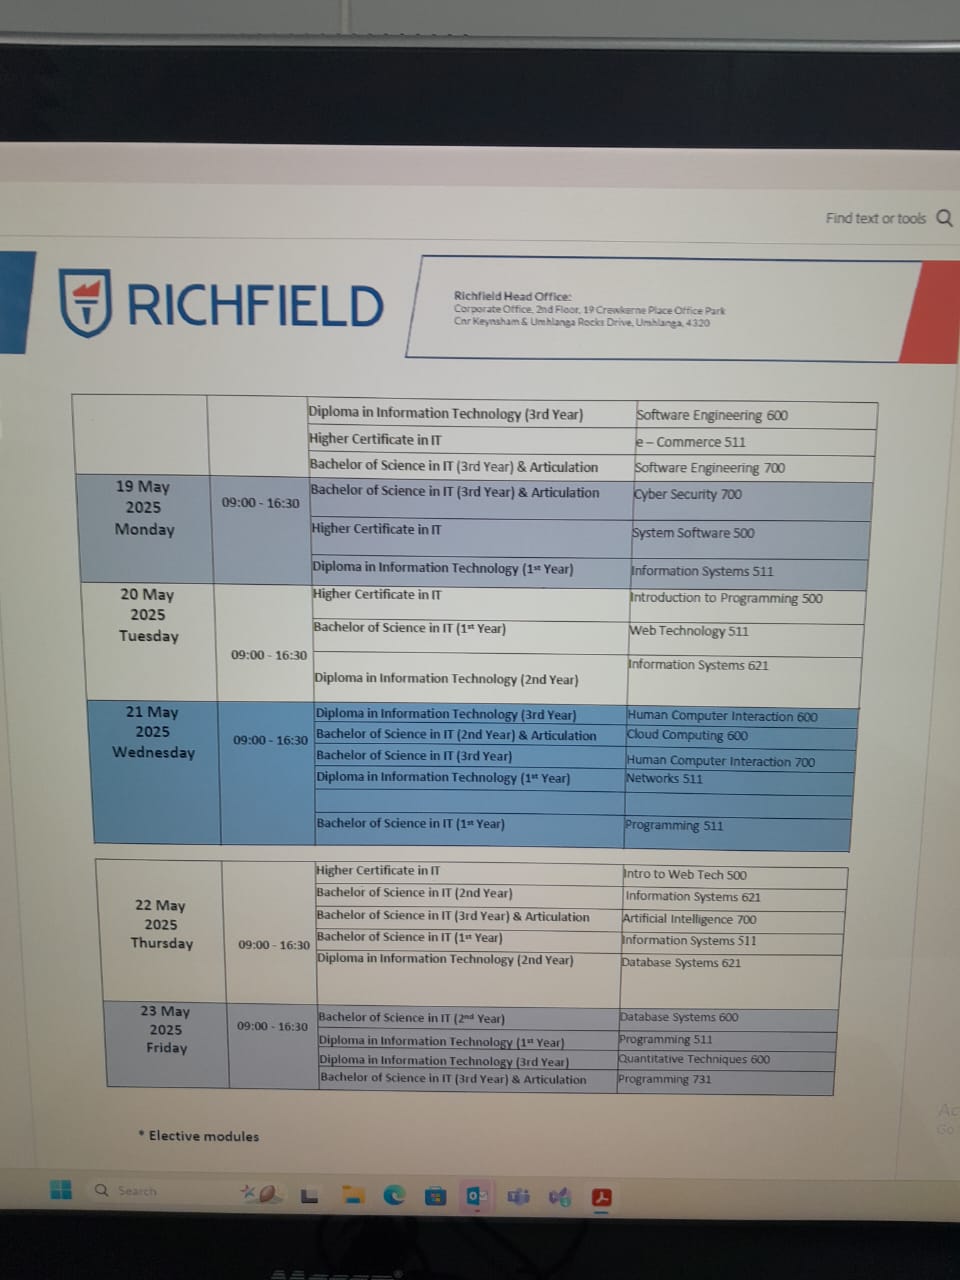 Find text or tools
RICHFIELD
Richfield Head Office:
Corporate Office, 2nd Floor, 19 Crewkerne Place Office Park
Cnr Keynsham & Umhlanga Rocks Drive, Umhlanga, 4320
Diploma in Information Technology (3rd Year) Software Engineering 600
Higher Certificate in IT e – Commerce 511
Bachelor of Science in IT (3rd Year) & Articulation Software Engineering 700
19 May
2025
Monday
09:00 - 16:30
Bachelor of Science in IT (3rd Year) & Articulation Cyber Security 700
Higher Certificate in IT System Software 500
Diploma in Information Technology (1st Year) Information Systems 511
20 May
2025
Tuesday
09:00 - 16:30
Higher Certificate in IT Introduction to Programming 500
Bachelor of Science in IT (1st Year) Web Technology 511
Diploma in Information Technology (2nd Year) Information Systems 621
21 May
2025
Wednesday
09:00 - 16:30
Diploma in Information Technology (3rd Year) Human Computer Interaction 600
Bachelor of Science in IT (2nd Year) & Articulation Cloud Computing 600
Bachelor of Science in IT (3rd Year) Human Computer Interaction 700
Diploma in Information Technology (1st Year) Networks 511
Bachelor of Science in IT (1st Year) Programming 511
22 May
2025
Thursday
09:00 - 16:30
Higher Certificate in IT Intro to Web Tech 500
Bachelor of Science in IT (2nd Year) Information Systems 621
Bachelor of Science in IT (3rd Year) & Articulation Artificial Intelligence 700
Bachelor of Science in IT (1st Year) Information Systems 511
Diploma in Information Technology (2nd Year) Database Systems 621
23 May
2025
Friday
09:00 - 16:30
Bachelor of Science in IT (2nd Year) Database Systems 600
Diploma in Information Technology (1st Year) Programming 511
Diploma in Information Technology (3rd Year) Quantitative Techniques 600
Bachelor of Science in IT (3rd Year) & Articulation Programming 731
* Elective modules
Search